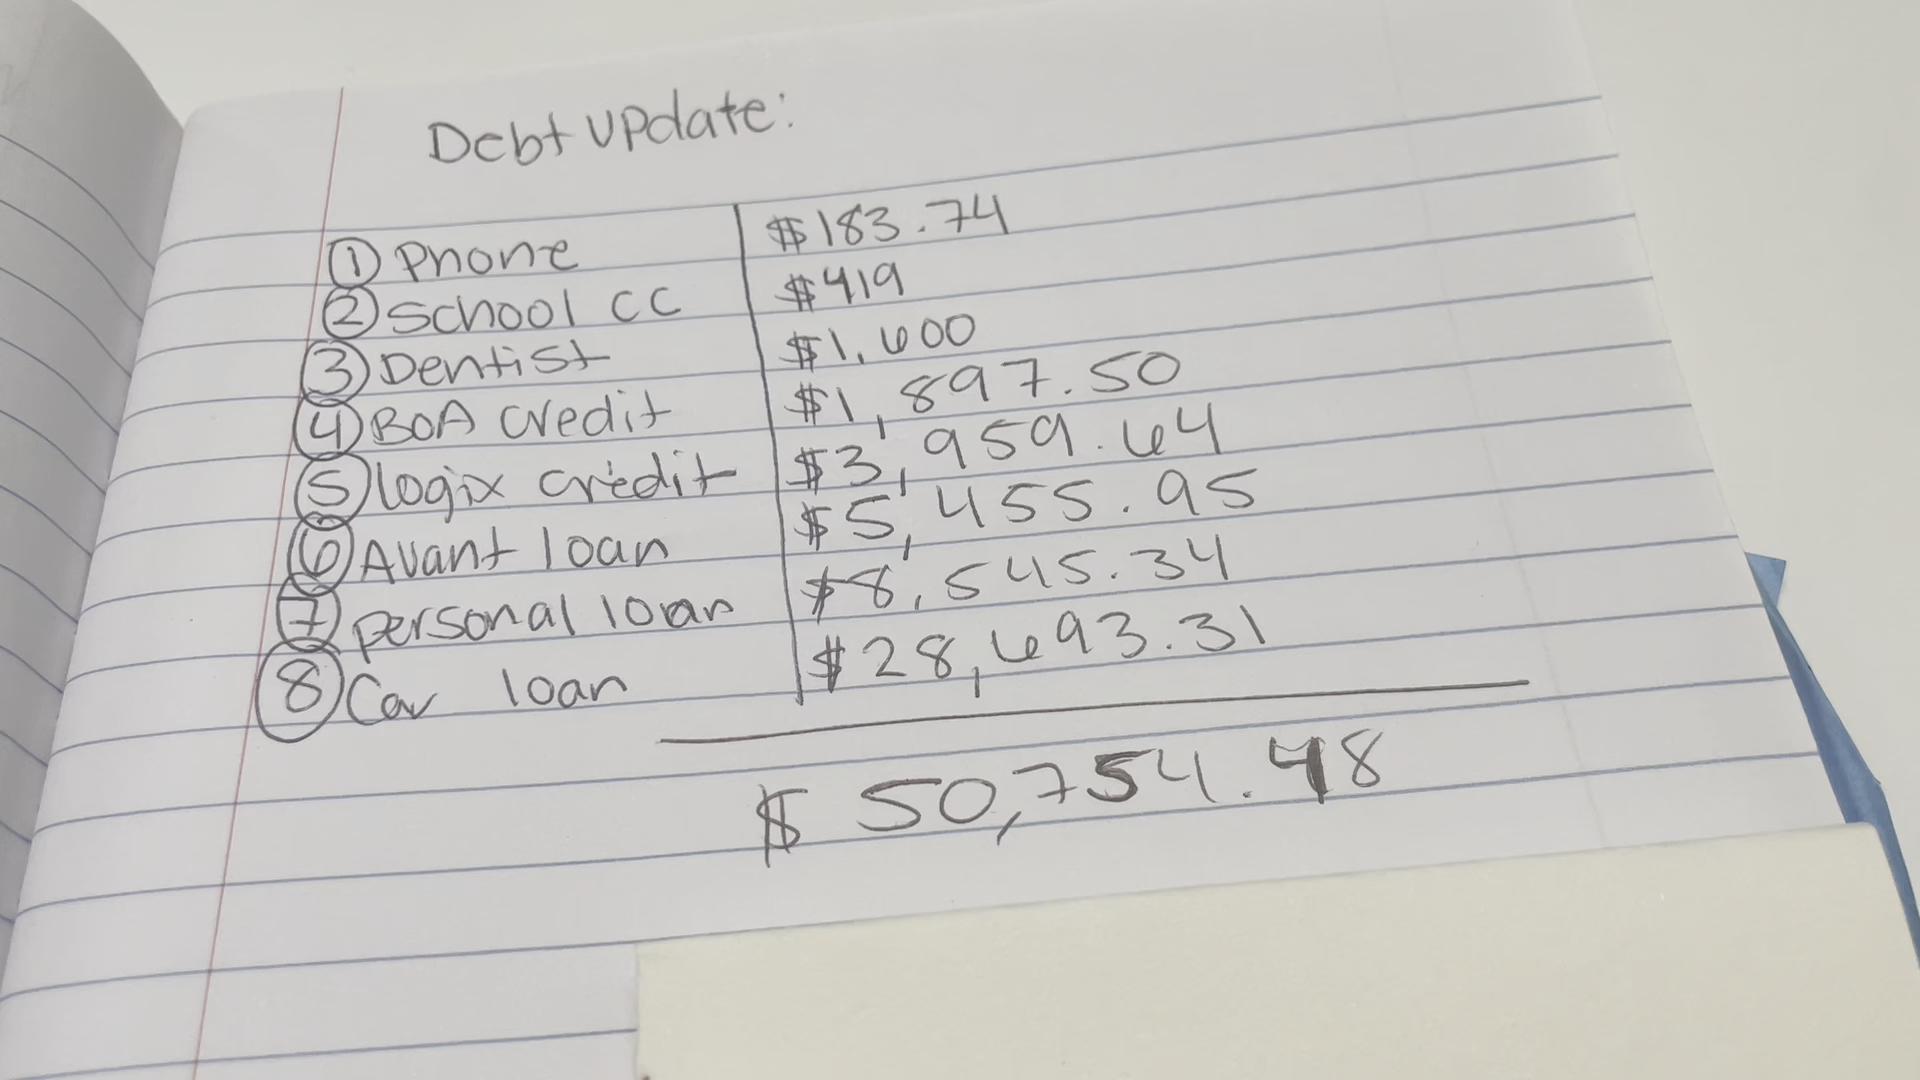 Debt update:
① Phone $183.74
② School CC $419
③ Dentist $1,600
④ BOA credit $1,897.50
⑤ logix credit $3,959.64
⑥ Avant loan $5,455.95
⑦ personal loan $8,545.34
⑧ Car loan $28,693.31
$ 50,754.48